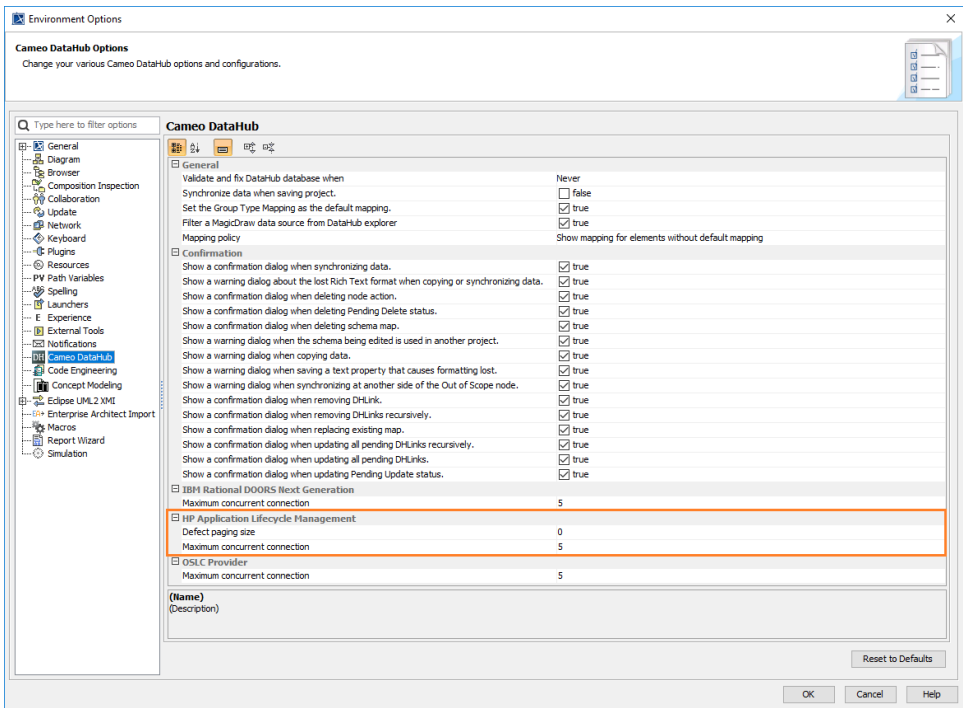 Environment Options
Cameo DataHub Options
Change your various Cameo DataHub options and configurations.
Type here to filter options
General
Diagram
Browser
Composition Inspection
Collaboration
Update
Network
Keyboard
Plugins
Resources
PV Path Variables
ABS Spelling
Launchers
E Experience
External Tools
Notifications
DH Cameo DataHub
Code Engineering
Concept Modeling
Eclipse UML2 XMI
EA+ Enterprise Architect Import
Macros
Report Wizard
Simulation
Cameo DataHub
General
Validate and fix DataHub database when Never
Synchronize data when saving project. false
Set the Group Type Mapping as the default mapping. true
Filter a MagicDraw data source from DataHub explorer true
Mapping policy Show mapping for elements without default mapping
Confirmation
Show a confirmation dialog when synchronizing data. true
Show a warning dialog about the lost Rich Text format when copying or synchronizing data. true
Show a confirmation dialog when deleting node action. true
Show a confirmation dialog when deleting Pending Delete status. true
Show a confirmation dialog when deleting schema map. true
Show a warning dialog when the schema being edited is used in another project. true
Show a warning dialog when copying data. true
Show a warning dialog when saving a text property that causes formatting lost. true
Show a warning dialog when synchronizing at another side of the Out of Scope node. true
Show a confirmation dialog when removing DHLink. true
Show a confirmation dialog when removing DHLinks recursively. true
Show a confirmation dialog when replacing existing map. true
Show a confirmation dialog when updating all pending DHLinks recursively. true
Show a confirmation dialog when updating all pending DHLinks. true
Show a confirmation dialog when updating Pending Update status. true
IBM Rational DOORS Next Generation
Maximum concurrent connection 5
HP Application Lifecycle Management
Defect paging size 0
Maximum concurrent connection 5
OSLC Provider
Maximum concurrent connection 5
(Name)
(Description)
Reset to Defaults
OK Cancel Help